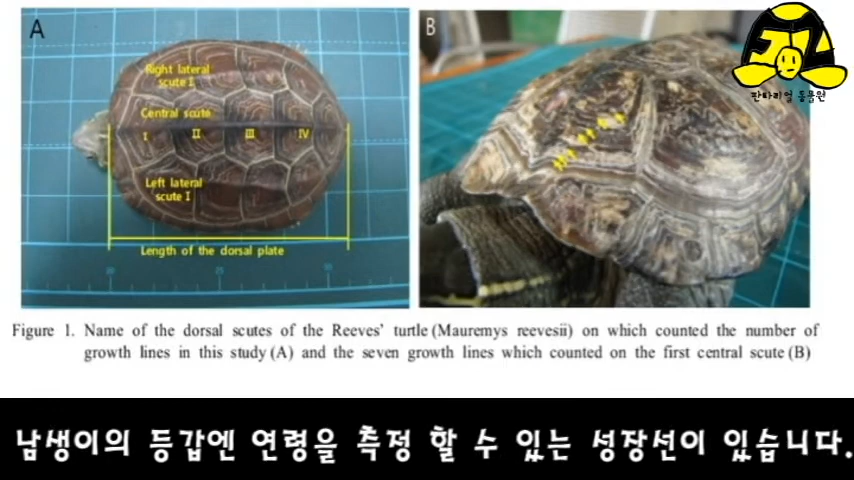 A
B
Right lateral
scute I
Central scute
I
II
III
IV
Left lateral
scute I
Length of the dorsal plate
판타리얼 동물원
Figure 1. Name of the dorsal scutes of the Reeves' turtle (Mauremys reevesii) on which counted the number of
growth lines in this study (A) and the seven growth lines which counted on the first central scute (B)
남생이의 등갑엔 연령을 측정 할 수 있는 성장선이 있습니다.